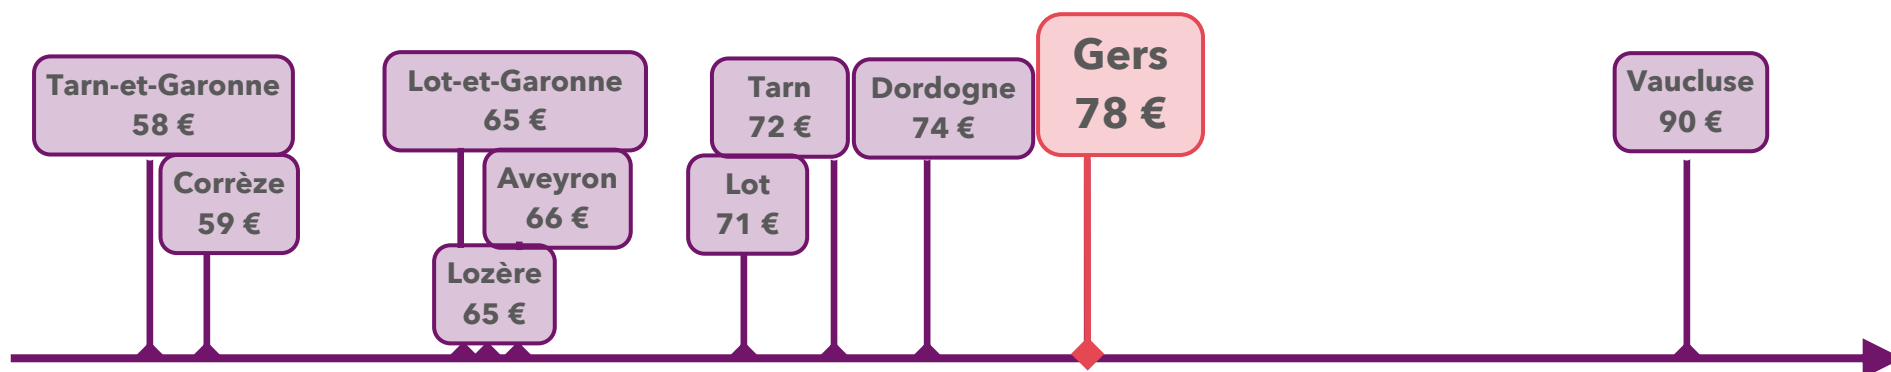 Tarn-et-Garonne
58 €
Corrèze
59 €
Lot-et-Garonne
65 €
Aveyron
66 €
Lozère
65 €
Tarn
72 €
Lot
71 €
Dordogne
74 €
Gers
78 €
Vaucluse
90 €